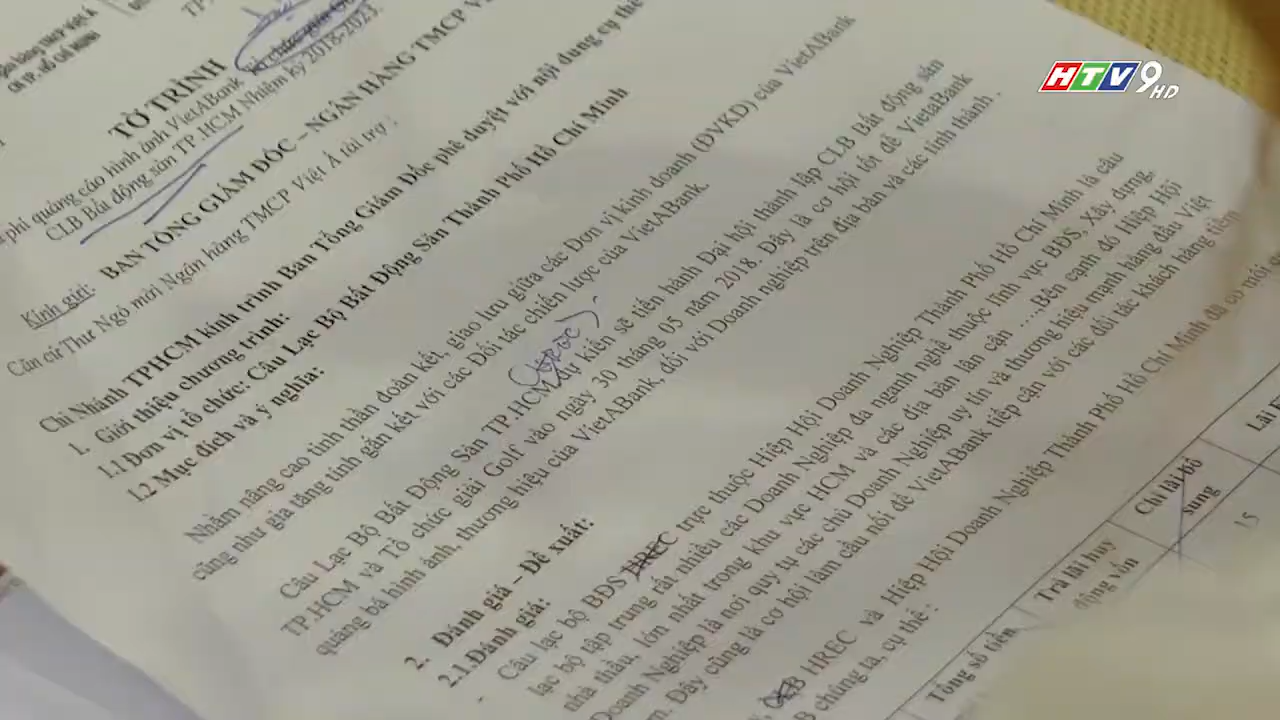 HTV9 HD
hàng TMCP VIỆT Á
TP. HỒ CHÍ MINH
TỜ TRÌNH
phí quảng cáo hình ảnh VietABank
CLB Bất động sản TP.HCM Nhiệm Kỳ 2018-2023.
Kính gửi: BAN TỔNG GIÁM ĐỐC – NGÂN HÀNG TMCP V
Căn cứ Thư Ngỏ mời Ngân hàng TMCP Việt Á tài trợ ;
Chi Nhánh TPHCM kính trình Ban Tổng Giám Đốc phê duyệt với nội dung cụ thể
1. Giới thiệu chương trình:
1.1 Đơn vị tổ chức: Câu Lạc Bộ Bất Động Sản Thành Phố Hồ Chí Minh
1.2 Mục đích và ý nghĩa:
Nhằm nâng cao tinh thần đoàn kết, giao lưu giữa các Đơn vị kinh doanh (ĐVKD) của VietABank
cũng như gia tăng tính gắn kết với các Đối tác chiến lược của VietABank.
Câu Lạc Bộ Bất Động Sản TP.HCM dự kiến sẽ tiến hành Đại hội thành lập CLB Bất động sản
TP.HCM và Tổ chức giải Golf vào ngày 30 tháng 05 năm 2018. Đây là cơ hội tốt để VietaBank
quảng bá hình ảnh, thương hiệu của VietABank, đối với Doanh nghiệp trên địa bàn và các tỉnh thành .
2. Đánh giá – Đề xuất:
2.1.Đánh giá:
- Câu lạc bộ BĐS HREC trực thuộc Hiệp Hội Doanh Nghiệp Thành Phố Hồ Chí Minh là câu
lạc bộ tập trung rất nhiều các Doanh Nghiệp đa ngành nghề thuộc lĩnh vực BĐS, Xây dựng,
nhà thầu, lớn nhất trong khu vực HCM và các địa bàn lân cận ….Bên cạnh đó Hiệp Hội
Doanh Nghiệp là nơi quy tụ các chủ Doanh Nghiệp uy tín và thương hiệu mạnh hàng đầu Việt
m. Đây cũng là cơ hội làm cầu nối để VietABank tiếp cận với các đối tác khách hàng tiềm
CLB HREC và Hiệp Hội Doanh Nghiệp Thành Phố Hồ Chí Minh đã có mối
B chúng ta, cụ thể :
Tổng số tiền
Trả lãi huy động vốn
Chi lãi bổ sung
Lãi
15